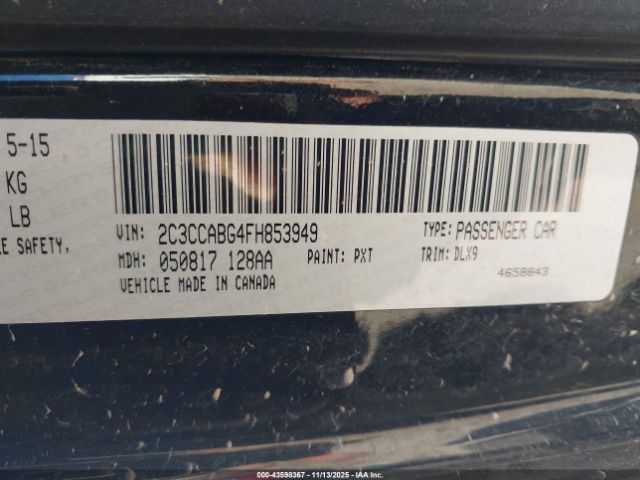 5-15
KG
LB
LE SAFETY,
VIN: 2C3CCABG4FH853949
TYPE: PASSENGER CAR
MDH: 050817 128AA
PAINT: PXT
TRIM: DLX9
VEHICLE MADE IN CANADA
4658843
000-43598367 - 11/13/2025 - IAA Inc.